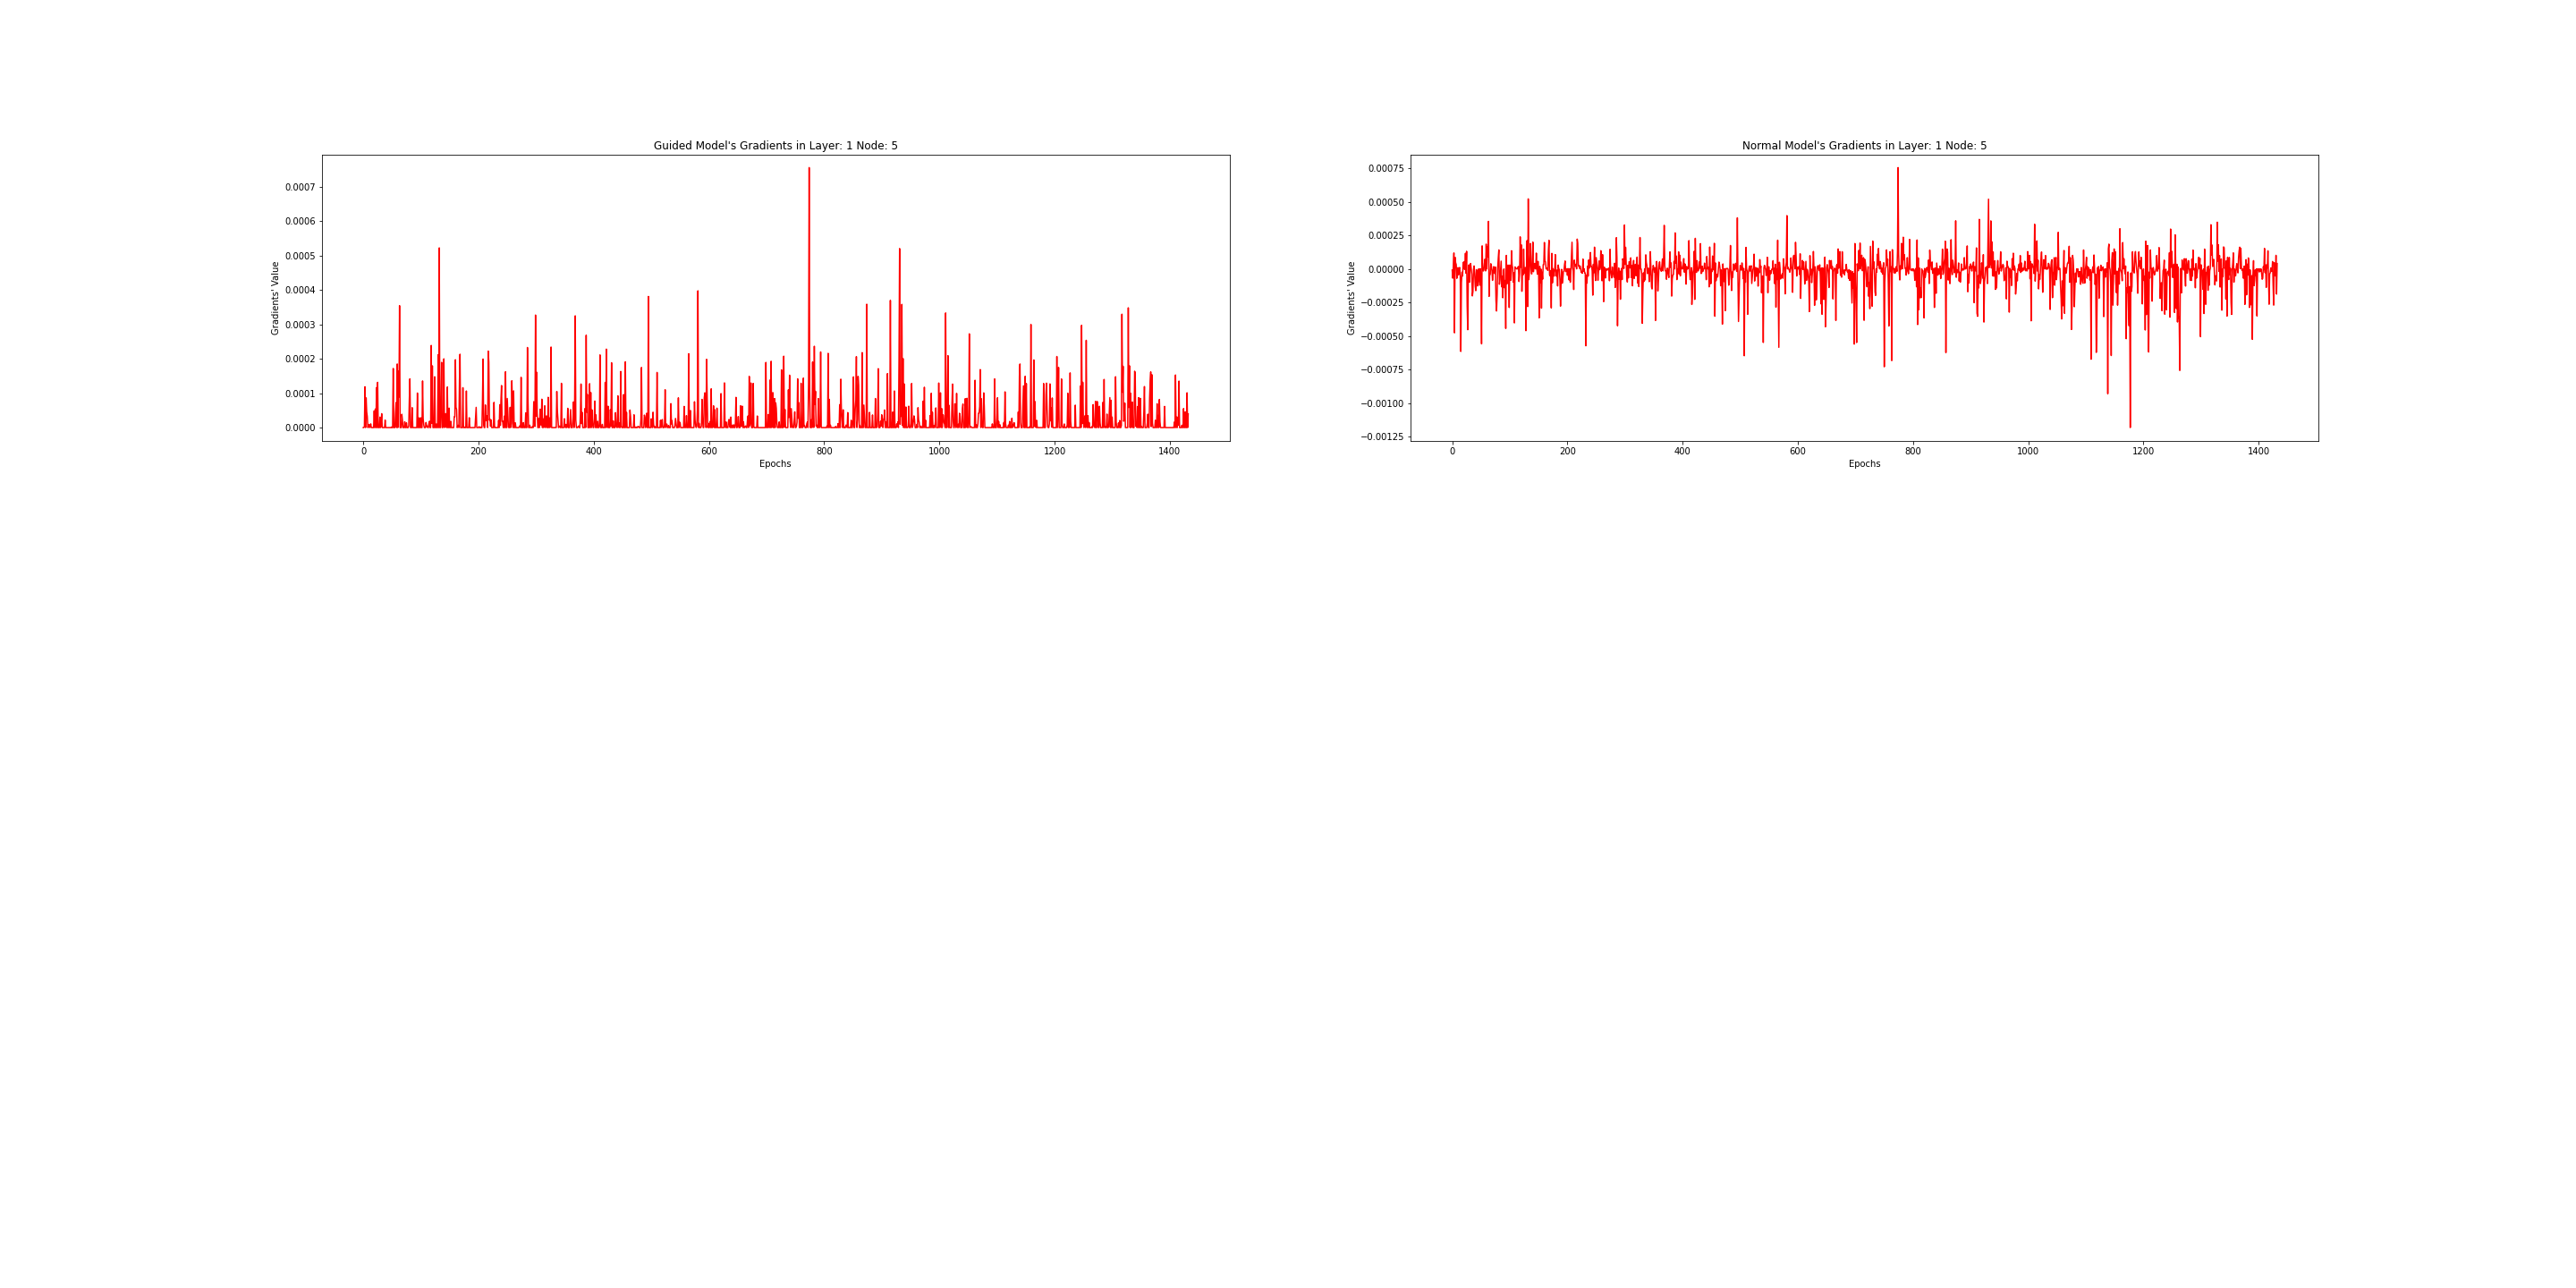 Guided Model's Gradients in Layer: 1 Node: 5
Gradients' Value
0.0007
0.0006
0.0005
0.0004
0.0003
0.0002
0.0001
0.0000
0 200 400 600 800 1000 1200 1400
Epochs
Normal Model's Gradients in Layer: 1 Node: 5
Gradients' Value
0.00075
0.00050
0.00025
0.00000
−0.00025
−0.00050
−0.00075
−0.00100
−0.00125
0 200 400 600 800 1000 1200 1400
Epochs